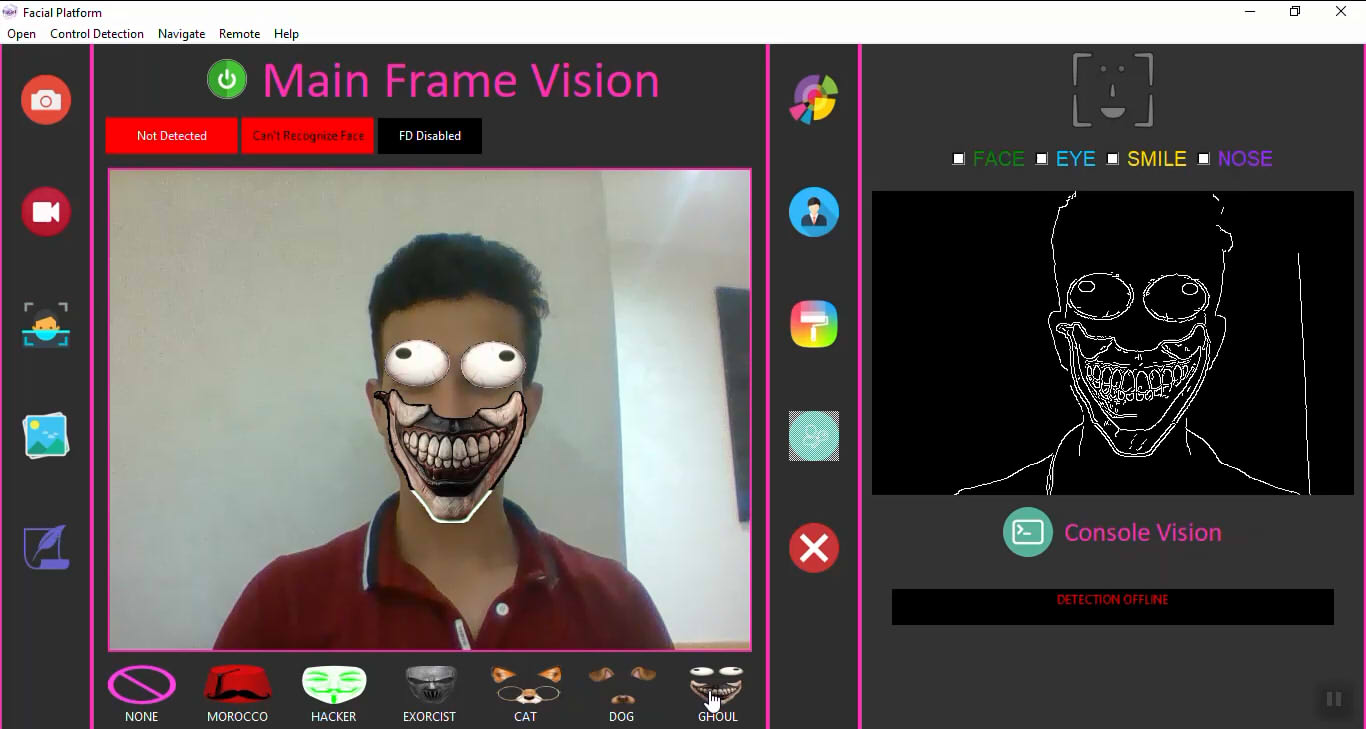 Facial Platform
Open Control Detection Navigate Remote Help
Main Frame Vision
Not Detected Can't Recognize Face FD Disabled
FACE EYE SMILE NOSE
Console Vision
DETECTION OFFLINE
NONE MOROCCO HACKER EXORCIST CAT DOG GHOUL